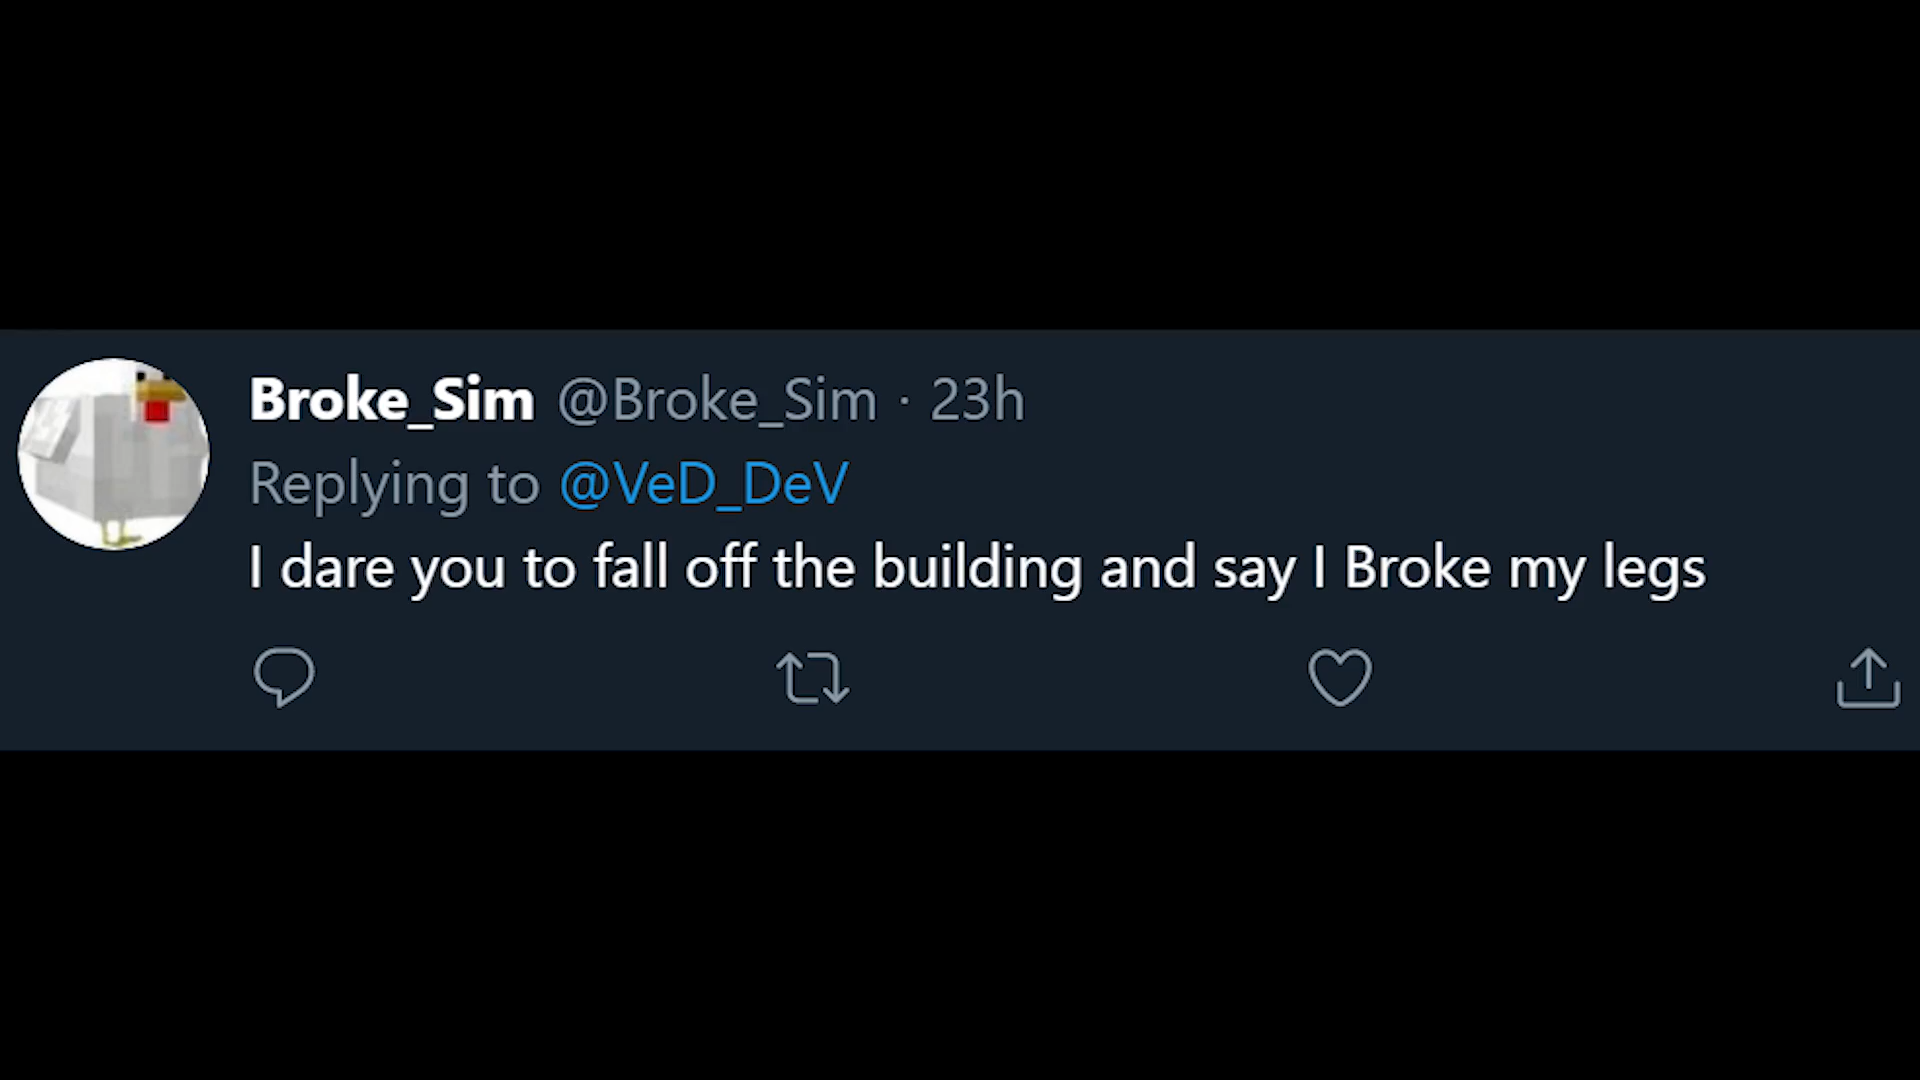 Broke_Sim @Broke_Sim · 23h
Replying to @VeD_DeV
I dare you to fall off the building and say I Broke my legs